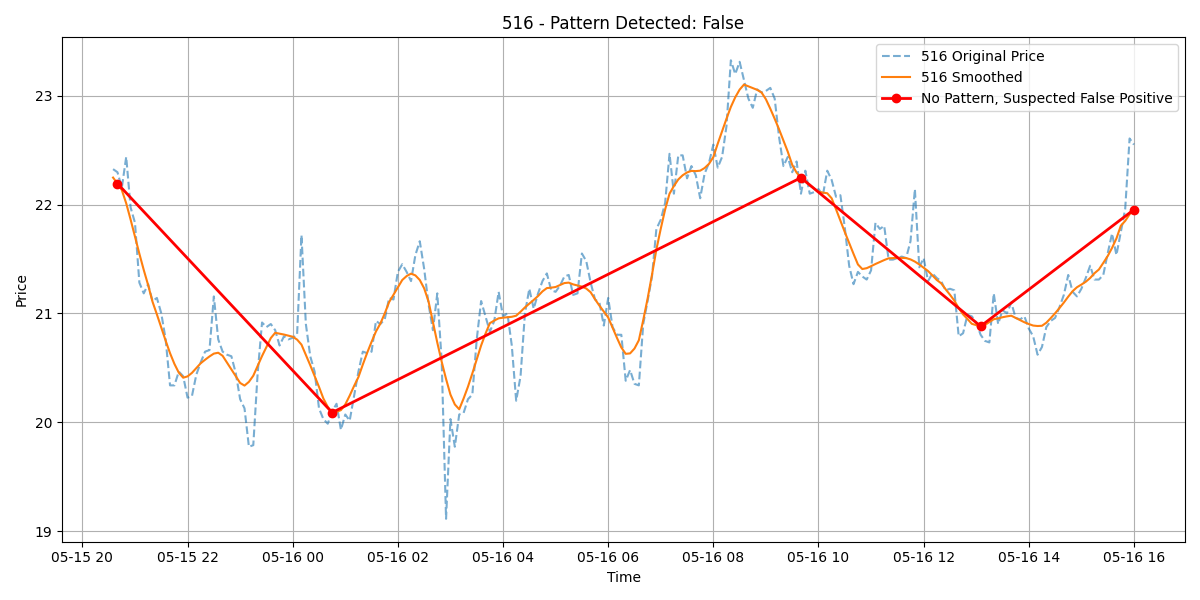 516 - Pattern Detected: False
516 Original Price
516 Smoothed
No Pattern, Suspected False Positive
Price
23
22
21
20
19
05-15 20
05-15 22
05-16 00
05-16 02
05-16 04
05-16 06
05-16 08
05-16 10
05-16 12
05-16 14
05-16 16
Time